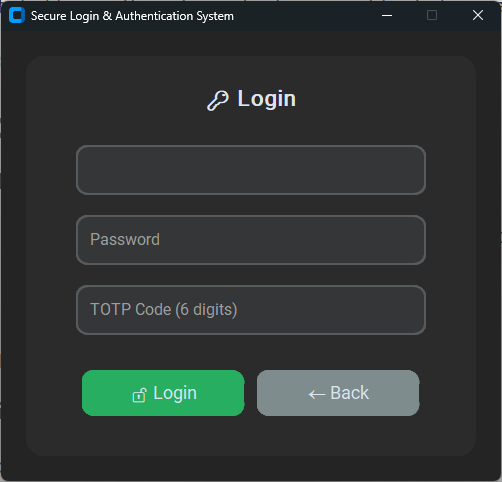 Secure Login & Authentication System
Login
Password
TOTP Code (6 digits)
Login
← Back